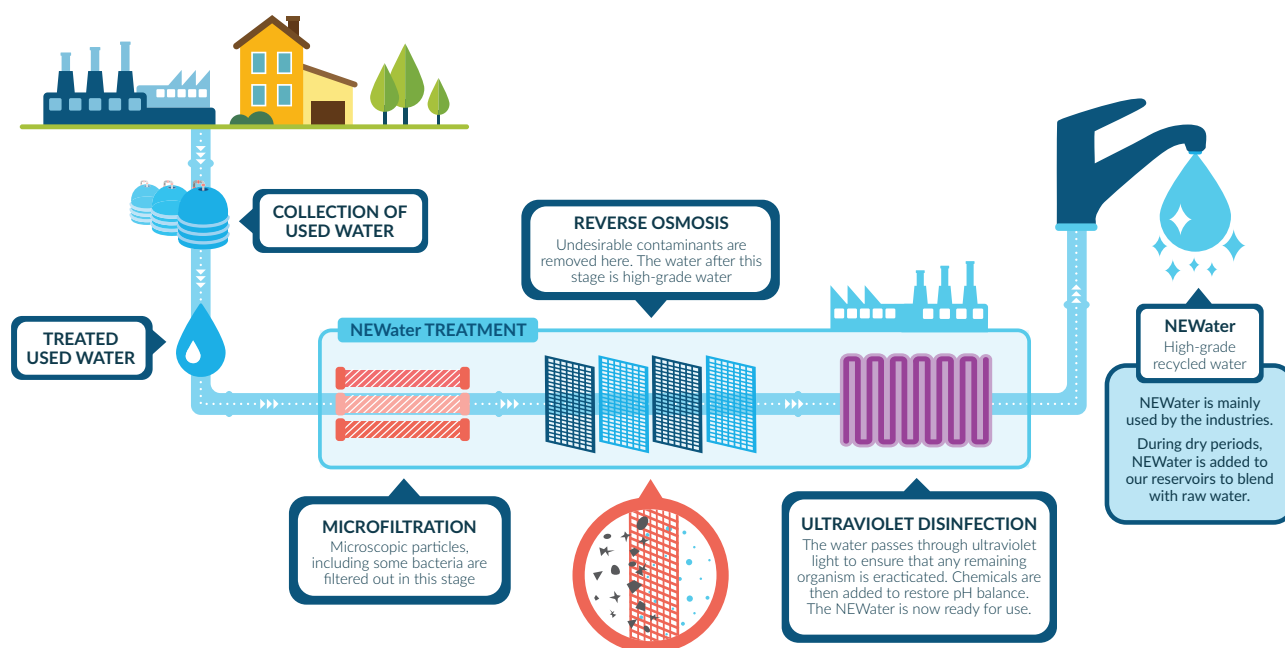 COLLECTION OF
USED WATER
TREATED
USED WATER
REVERSE OSMOSIS
Undesirable contaminants are
removed here. The water after this
stage is high-grade water
NEWater TREATMENT
MICROFILTRATION
Microscopic particles,
including some bacteria are
filtered out in this stage
ULTRAVIOLET DISINFECTION
The water passes through ultraviolet
light to ensure that any remaining
organism is eracticated. Chemicals are
then added to restore pH balance.
The NEWater is now ready for use.
NEWater
High-grade
recycled water
NEWater is mainly
used by the industries.
During dry periods,
NEWater is added to
our reservoirs to blend
with raw water.